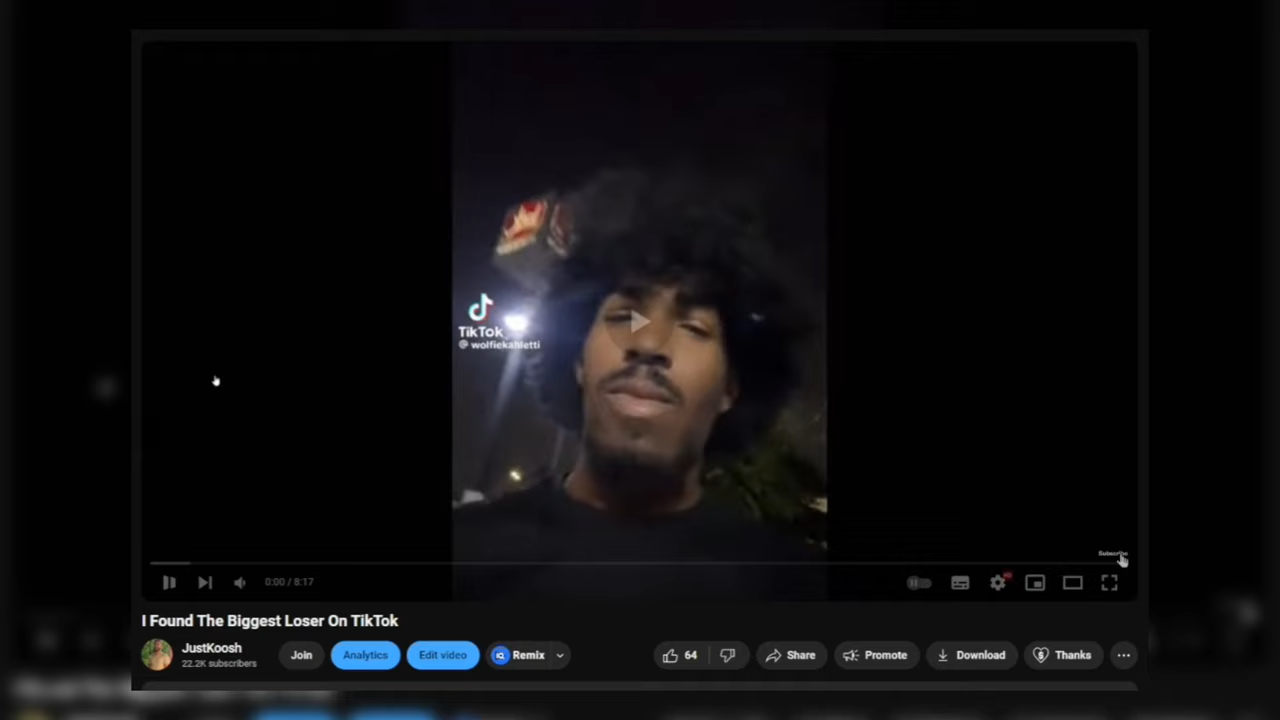 TikTok
@ wolfiekahletti
Subscribe
0:00 / 8:17
I Found The Biggest Loser On TikTok
JustKoosh
22.2K subscribers
Join
Analytics
Edit video
Remix
64
Share
Promote
Download
Thanks